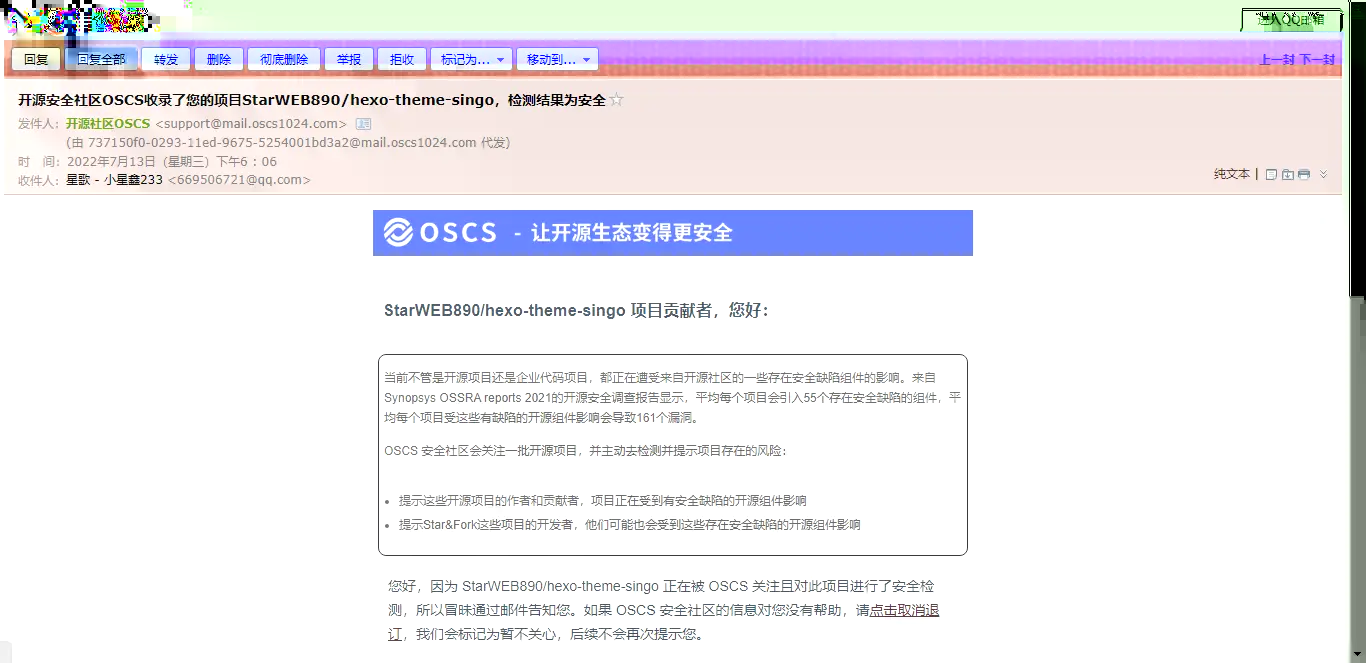 进入QQ邮箱
回复 回复全部 转发 删除 彻底删除 举报 拒收 标记为... 移动到... 上一封 下一封
开源安全社区OSCS收录了您的项目StarWEB890/hexo-theme-singo，检测结果为安全
发件人：开源社区OSCS <support@mail.oscs1024.com>
(由 737150f0-0293-11ed-9675-5254001bd3a2@mail.oscs1024.com 代发)
时 间：2022年7月13日（星期三）下午6：06
收件人：星歌 - 小星鑫233 <669506721@qq.com>
纯文本 |
OSCS - 让开源生态变得更安全
StarWEB890/hexo-theme-singo 项目贡献者，您好：
当前不管是开源项目还是企业代码项目，都正在遭受来自开源社区的一些存在安全缺陷组件的影响。来自
Synopsys OSSRA reports 2021的开源安全调查报告显示，平均每个项目会引入55个存在安全缺陷的组件，平
均每个项目受这些有缺陷的开源组件影响会导致161个漏洞。
OSCS 安全社区会关注一批开源项目，并主动去检测并提示项目存在的风险：
• 提示这些开源项目的作者和贡献者，项目正在受到有安全缺陷的开源组件影响
• 提示Star&Fork这些项目的开发者，他们可能也会受到这些存在安全缺陷的开源组件影响
您好，因为 StarWEB890/hexo-theme-singo 正在被 OSCS 关注且对此项目进行了安全检
测，所以冒昧通过邮件告知您。如果 OSCS 安全社区的信息对您没有帮助，请点击取消退
订，我们会标记为暂不关心，后续不会再次提示您。